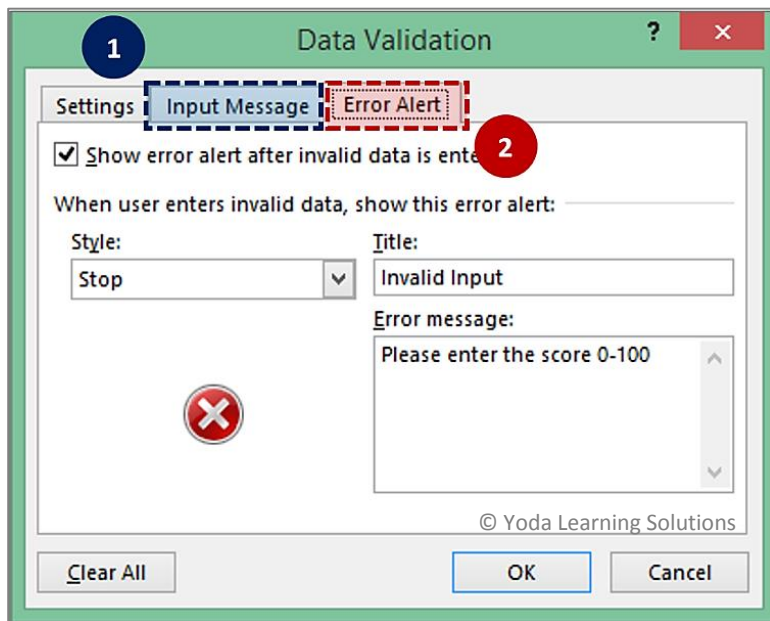 Data Validation
?
1
Settings
Input Message
Error Alert
2
Show error alert after invalid data is ente
When user enters invalid data, show this error alert:
Style:
Title:
Stop
Invalid Input
Error message:
Please enter the score 0-100
© Yoda Learning Solutions
Clear All
OK
Cancel